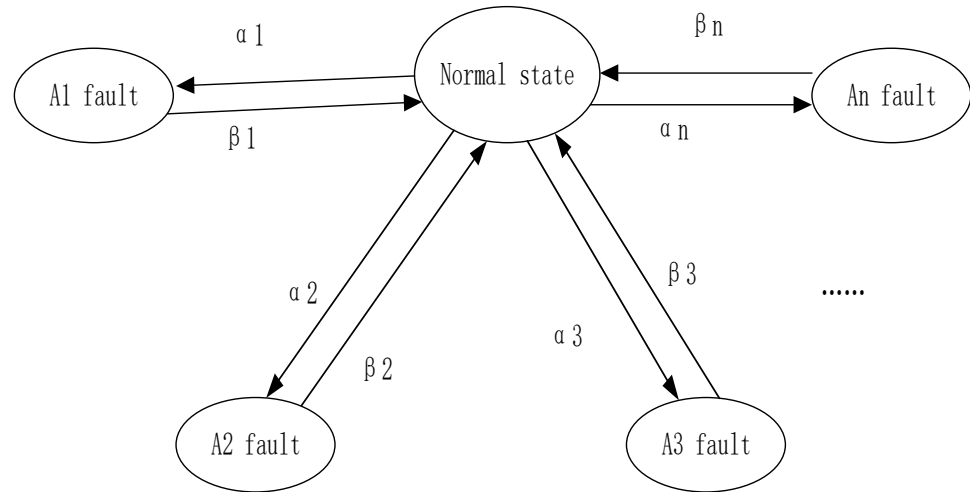 α1
βn
Normal state
A1 fault
An fault
β1
αn
α2
β3
......
α3
β2
A2 fault
A3 fault